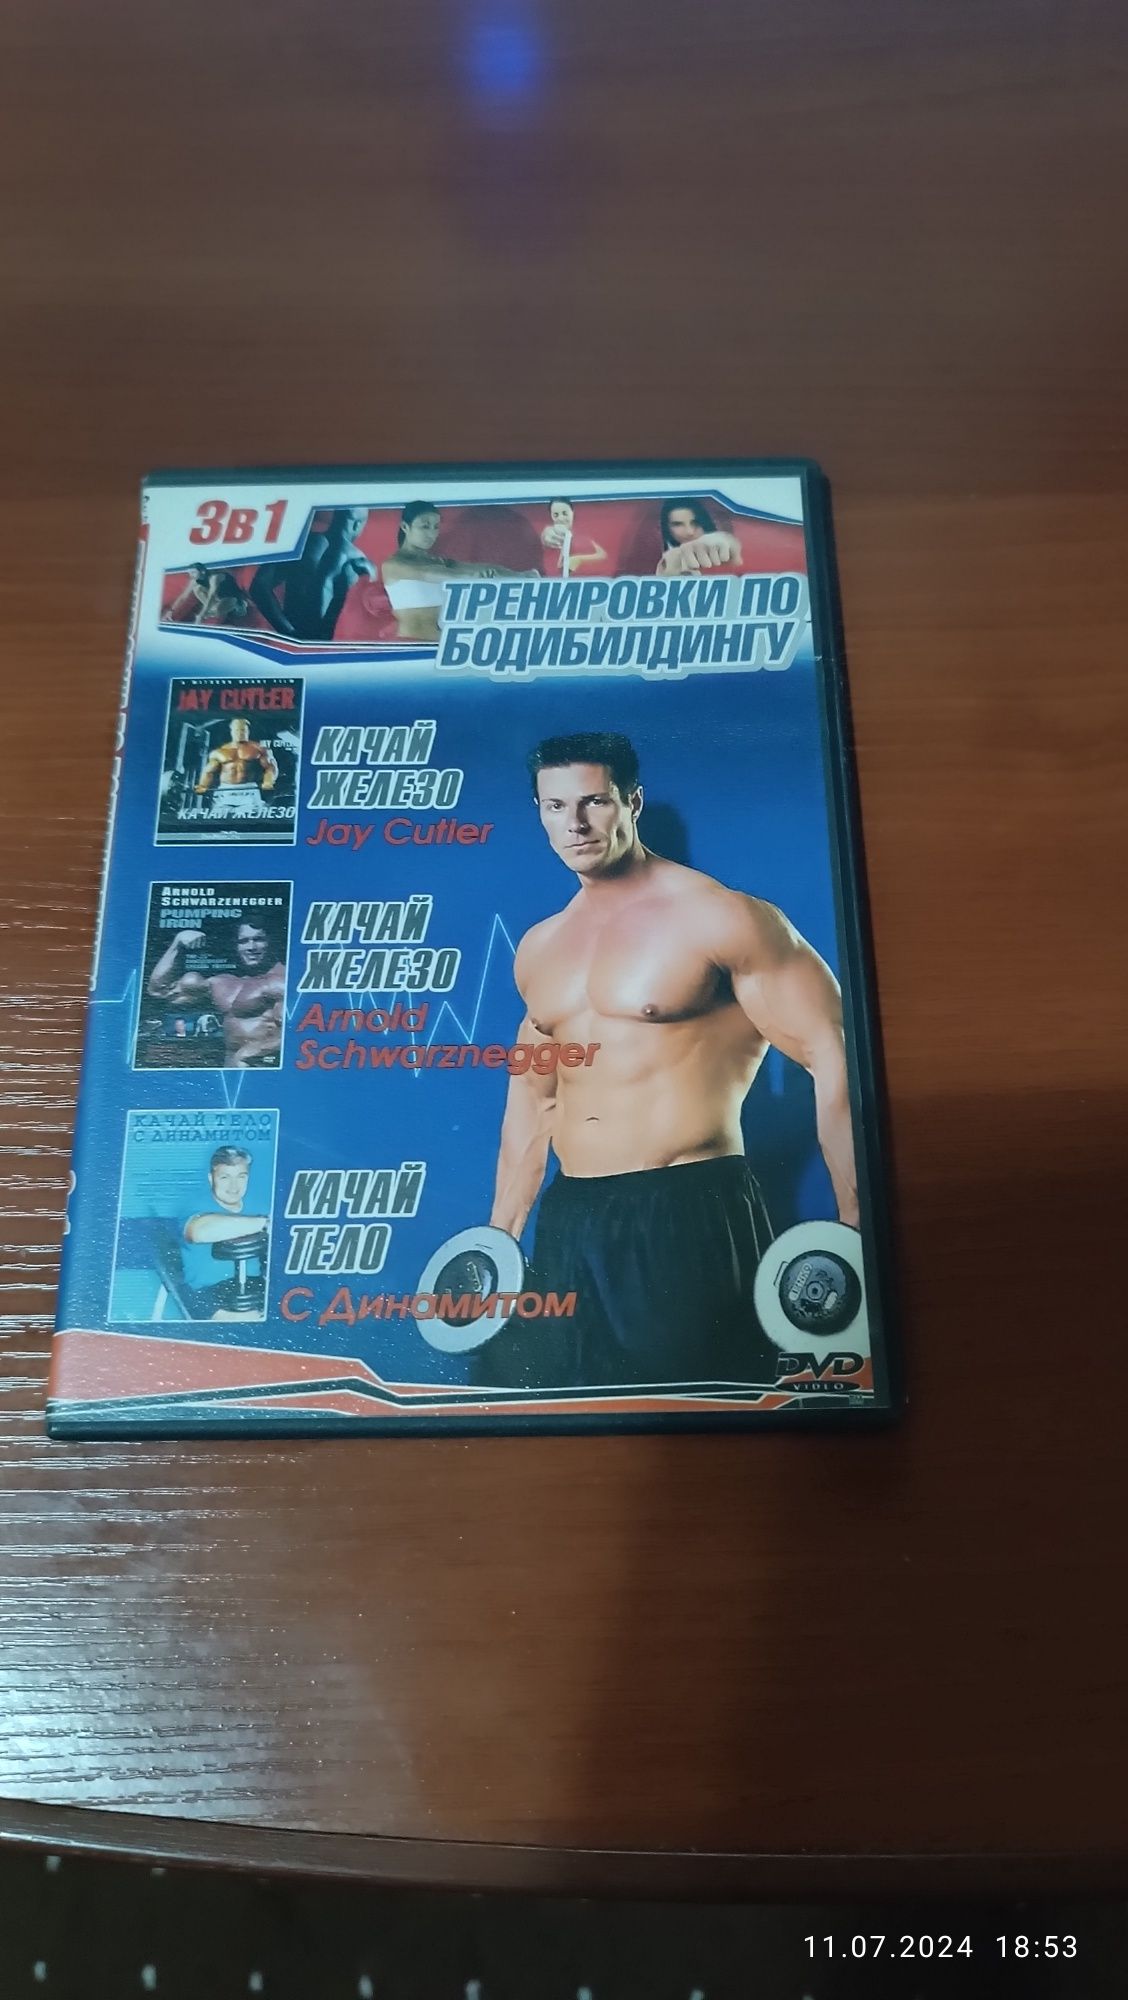 3в1
ТРЕНИРОВКИ ПО
БОДИБИЛДИНГУ
JAY CUTLER
КАЧАЙ ЖЕЛЕЗО
КАЧАЙ
ЖЕЛЕЗО
Jay Cutler
ARNOLD
SCHWARZENEGGER
PUMPING
IRON
КАЧАЙ
ЖЕЛЕЗО
Arnold
Schwarznegger
КАЧАЙ ТЕЛО
С ДИНАМИТОМ
КАЧАЙ
ТЕЛО
С Динамитом
DVD
VIDEO
11.07.2024 18:53